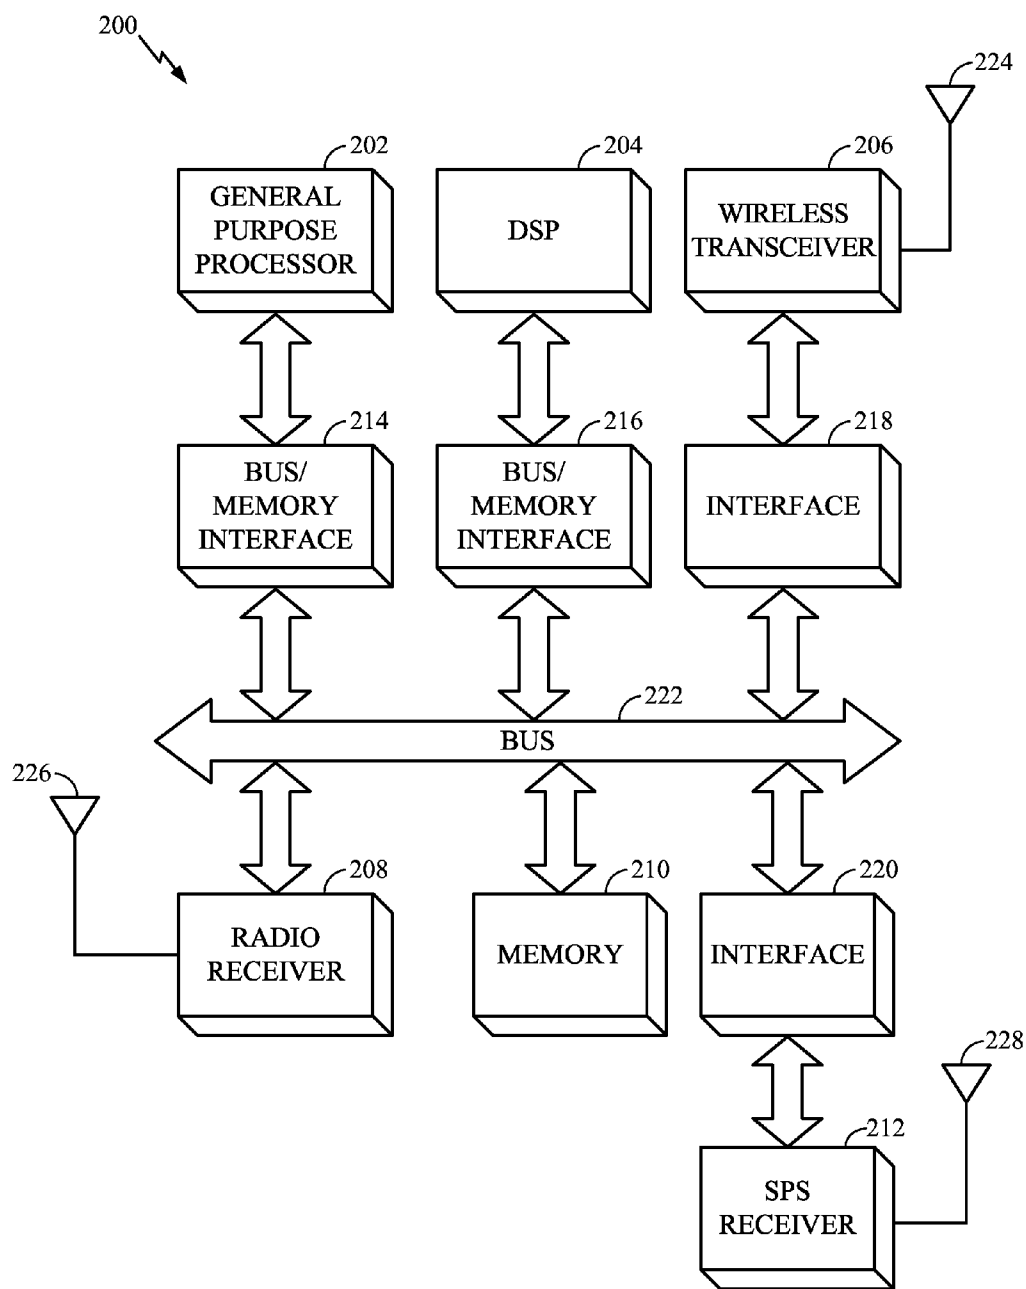 200
224
202
204
206
GENERAL
PURPOSE
PROCESSOR
DSP
WIRELESS
TRANSCEIVER
214
216
218
BUS/
MEMORY
INTERFACE
BUS/
MEMORY
INTERFACE
INTERFACE
222
BUS
226
208
210
220
RADIO
RECEIVER
MEMORY
INTERFACE
228
212
SPS
RECEIVER